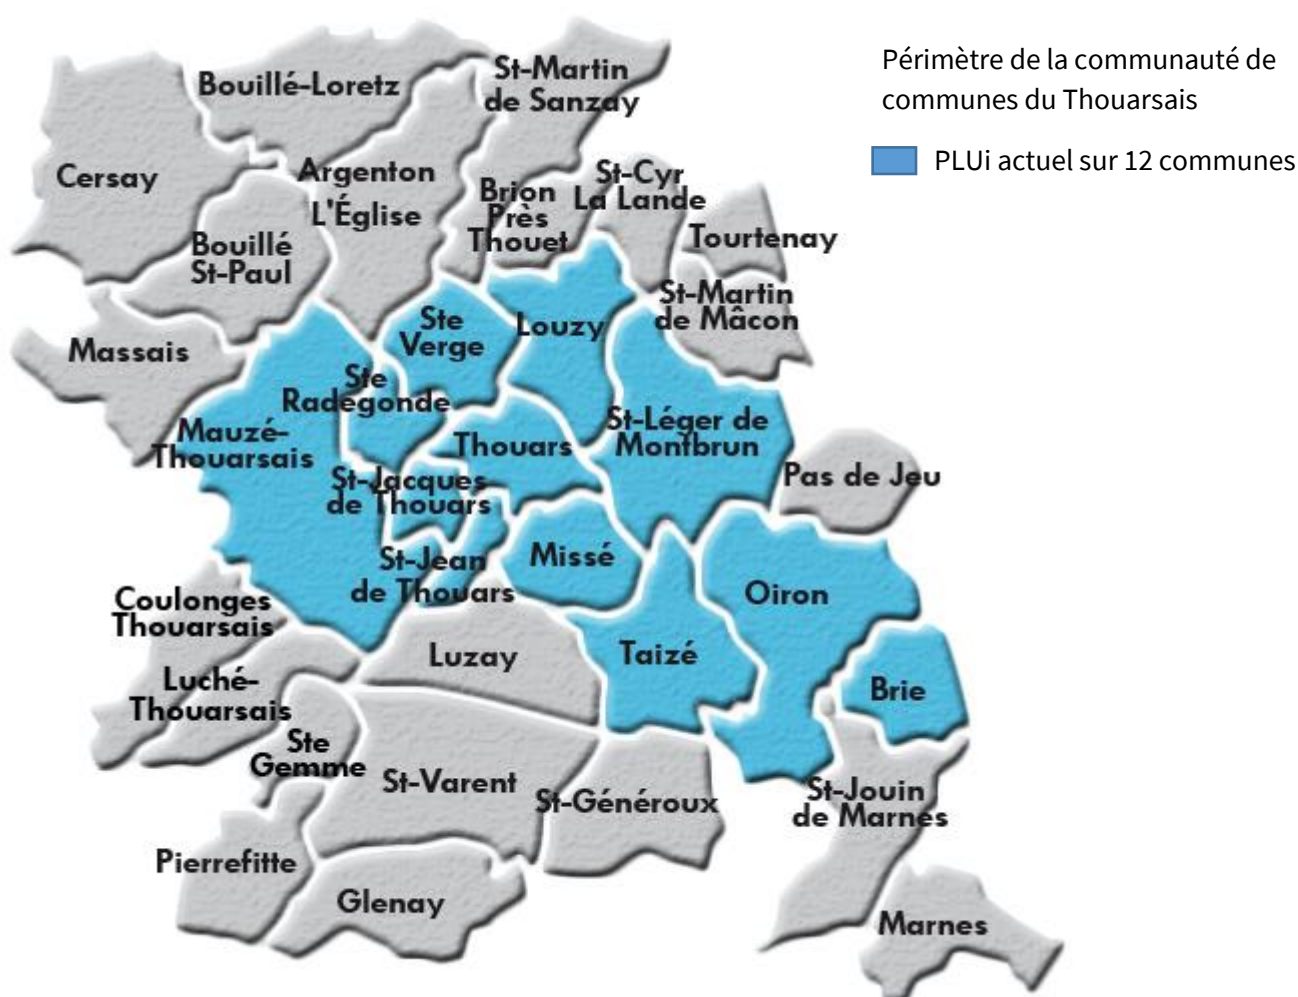 Périmètre de la communauté de
communes du Thouarsais
PLUi actuel sur 12 communes
Bouillé-Loretz
St-Martin
de Sanzay
Cersay
Argenton
L'Église
Brion
Près
Thouet
St-Cyr
La Lande
Tourtenay
Bouillé
St-Paul
St-Martin
de Mâcon
Massais
Ste
Verge
Louzy
Ste
Radegonde
Mauzé-
Thouarsais
Thouars
St-Léger de
Montbrun
Pas de Jeu
St-Jacques
de Thouars
St-Jean
de Thouars
Missé
Oiron
Coulonges
Thouarsais
Luzay
Taizé
Brie
Luché-
Thouarsais
Ste
Gemme
St-Varent
St-Généroux
St-Jouin
de Marnes
Pierrefitte
Glenay
Marnes